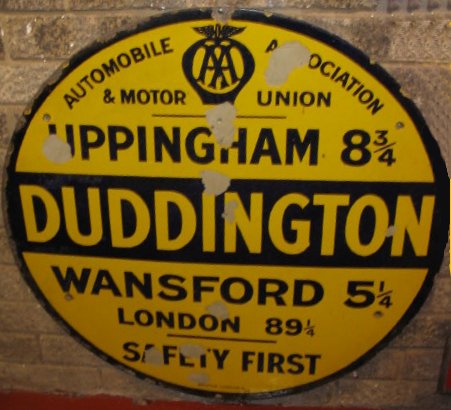 AA
AUTOMOBILE ASSOCIATION
& MOTOR UNION
UPPINGHAM 8¾
DUDDINGTON
WANSFORD 5¼
LONDON 89¼
SAFETY FIRST